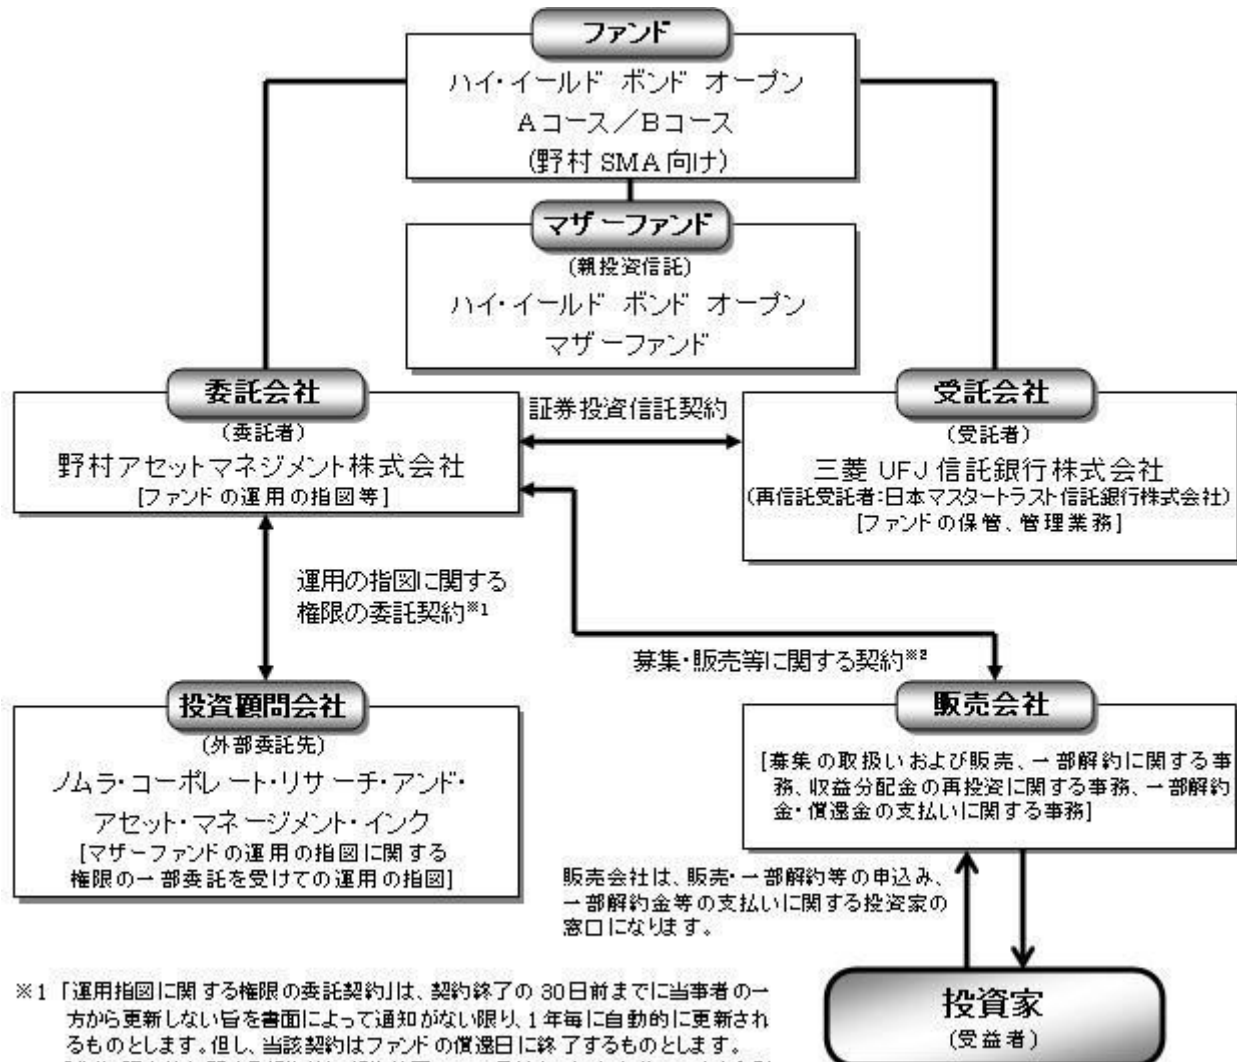 ファンド
ハイ・イールド ボンド オープン
Aコース／Bコース
(野村 SMA 向け)
マザーファンド
(親投資信託)
ハイ・イールド ボンド オープン
マザーファンド
委託会社
(委託者)
野村アセットマネジメント株式会社
[ファンドの運用の指図等]
証券投資信託契約
受託会社
(受託者)
三菱 UFJ 信託銀行株式会社
(再信託受託者:日本マスタートラスト信託銀行株式会社)
[ファンドの保管、管理業務]
運用の指図に関する
権限の委託契約※1
募集・販売等に関する契約※2
投資顧問会社
(外部委託先)
ノムラ・コーポレート・リサーチ・アンド・
アセット・マネージメント・インク
[マザーファンドの運用の指図に関する
権限の一部委託を受けての運用の指図]
販売会社
[募集の取扱いおよび販売、一部解約に関する事
務、収益分配金の再投資に関する事務、一部解約
金・償還金の支払いに関する事務]
販売会社は、販売・一部解約等の申込み、
一部解約金等の支払いに関する投資家の
窓口になります。
投資家
(受益者)
※1 「運用指図に関する権限の委託契約」は、契約終了の 30日前までに当事者の一
方から更新しない旨を書面によって通知がない限り、1年毎に自動的に更新され
るものとします。但し、当該契約はファンドの償還日に終了するものとします。